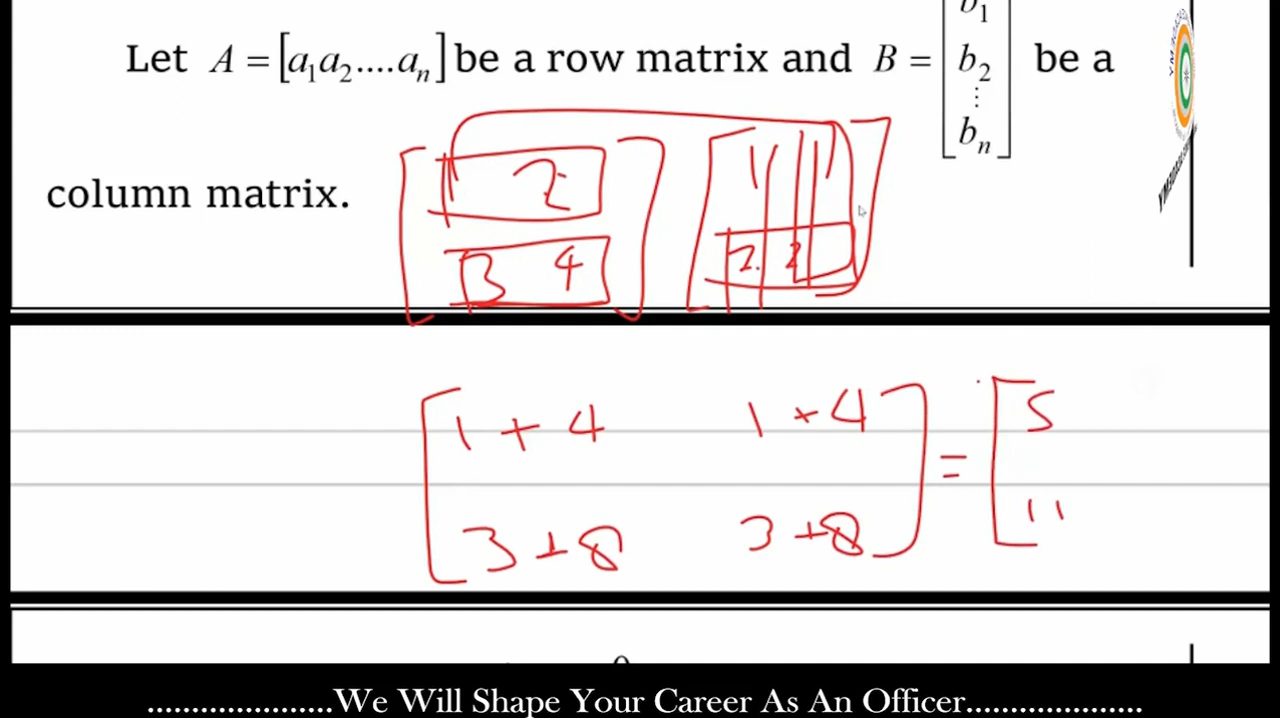 Let A = [a₁a₂....aₙ] be a row matrix and B = [b₁ b₂ ⋮ bₙ] be a
column matrix.
[1 2 [1 1
3 4] 2 2]
[1 + 4 1 + 4 = [5
3 + 8 3 + 8] 11
....................We Will Shape Your Career As An Officer...................